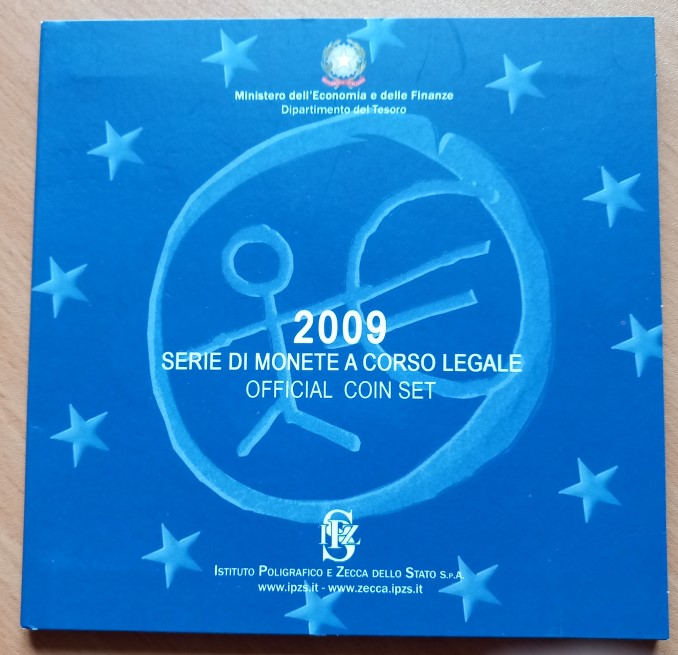 Ministero dell'Economia e delle Finanze
Dipartimento del Tesoro
2009
SERIE DI MONETE A CORSO LEGALE
OFFICIAL COIN SET
IPZS
ISTITUTO POLIGRAFICO E ZECCA DELLO STATO S.P.A.
www.ipzs.it - www.zecca.ipzs.it